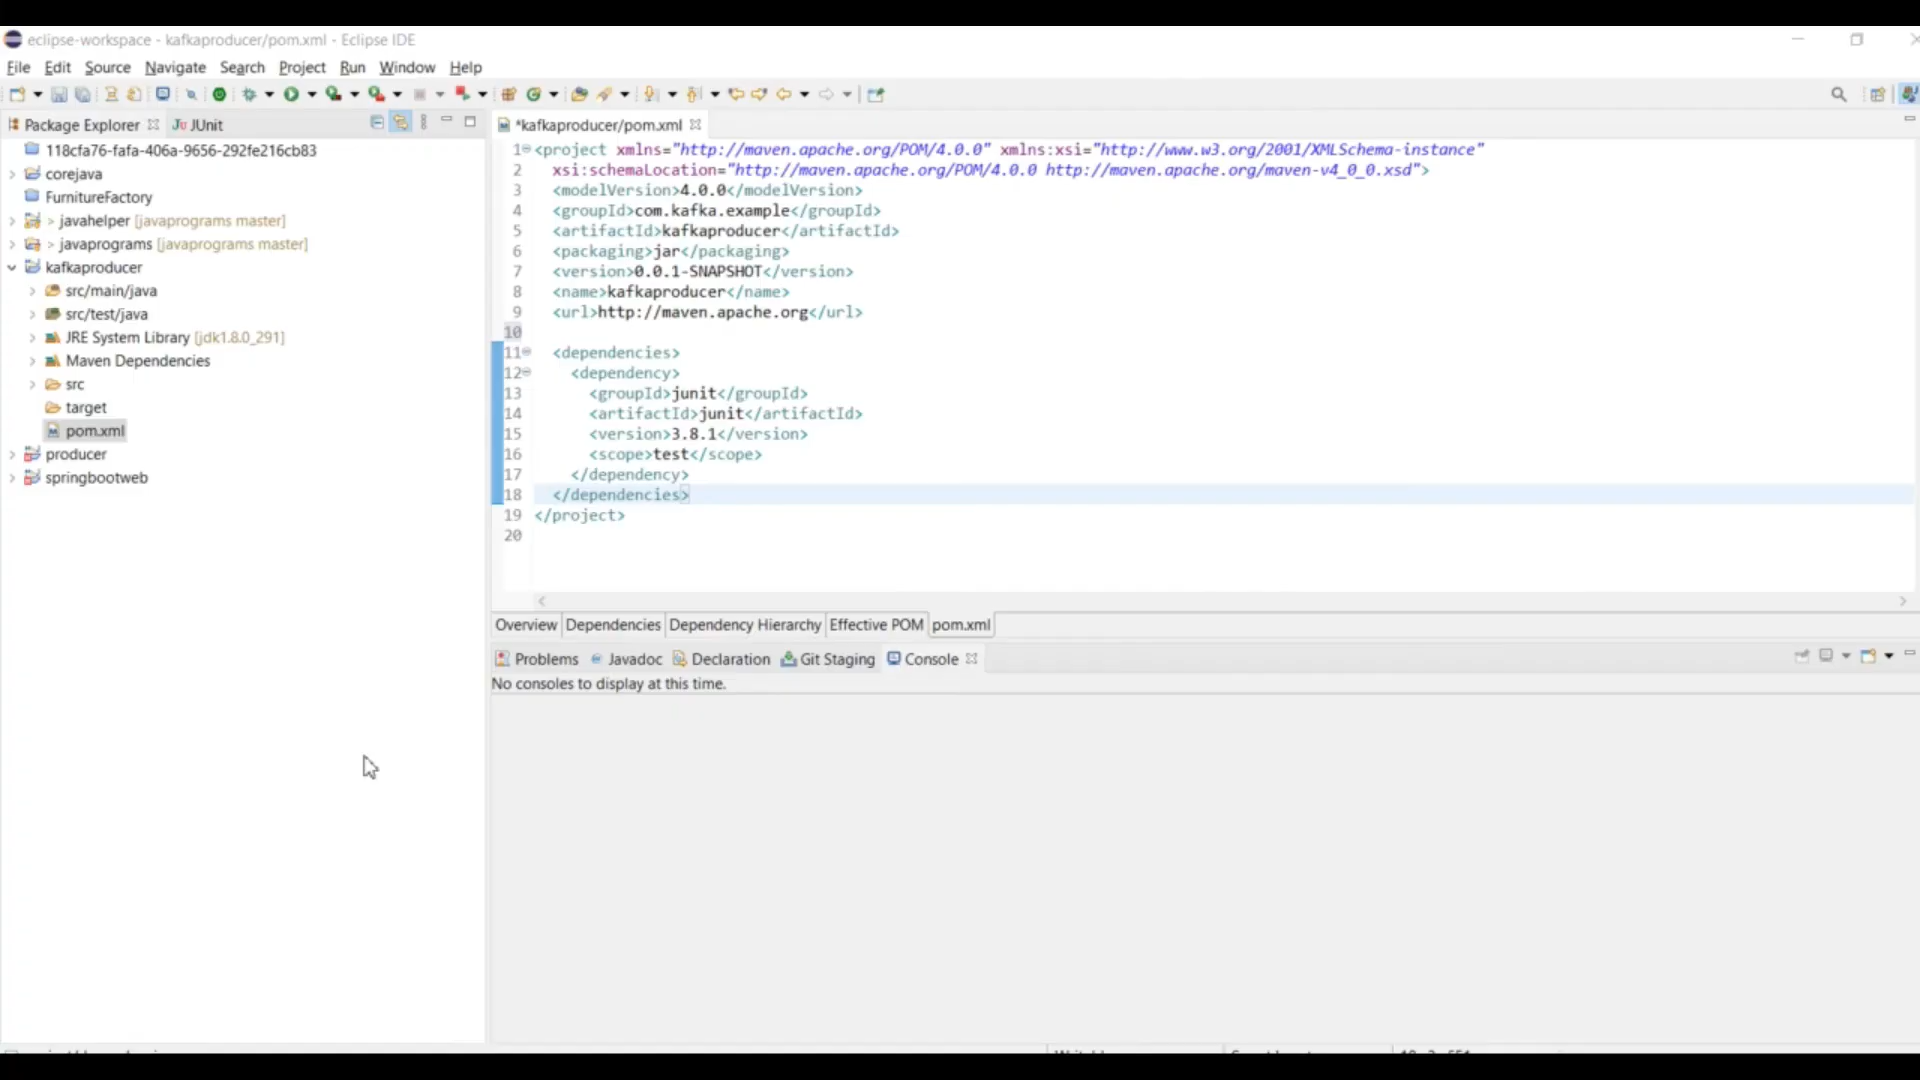 eclipse-workspace - kafkaproducer/pom.xml - Eclipse IDE
File Edit Source Navigate Search Project Run Window Help
Package Explorer JUnit
118cfa76-fafa-406a-9656-292fe216cb83
corejava
FurnitureFactory
> javahelper [javaprograms master]
> javaprograms [javaprograms master]
kafkaproducer
src/main/java
src/test/java
JRE System Library [jdk1.8.0_291]
Maven Dependencies
src
target
pom.xml
producer
springbootweb
*kafkaproducer/pom.xml
1 <project xmlns="http://maven.apache.org/POM/4.0.0" xmlns:xsi="http://www.w3.org/2001/XMLSchema-instance"
2 xsi:schemaLocation="http://maven.apache.org/POM/4.0.0 http://maven.apache.org/maven-v4_0_0.xsd">
3 <modelVersion>4.0.0</modelVersion>
4 <groupId>com.kafka.example</groupId>
5 <artifactId>kafkaproducer</artifactId>
6 <packaging>jar</packaging>
7 <version>0.0.1-SNAPSHOT</version>
8 <name>kafkaproducer</name>
9 <url>http://maven.apache.org</url>
10
11 <dependencies>
12 <dependency>
13 <groupId>junit</groupId>
14 <artifactId>junit</artifactId>
15 <version>3.8.1</version>
16 <scope>test</scope>
17 </dependency>
18 </dependencies>
19 </project>
20
Overview Dependencies Dependency Hierarchy Effective POM pom.xml
Problems Javadoc Declaration Git Staging Console
No consoles to display at this time.